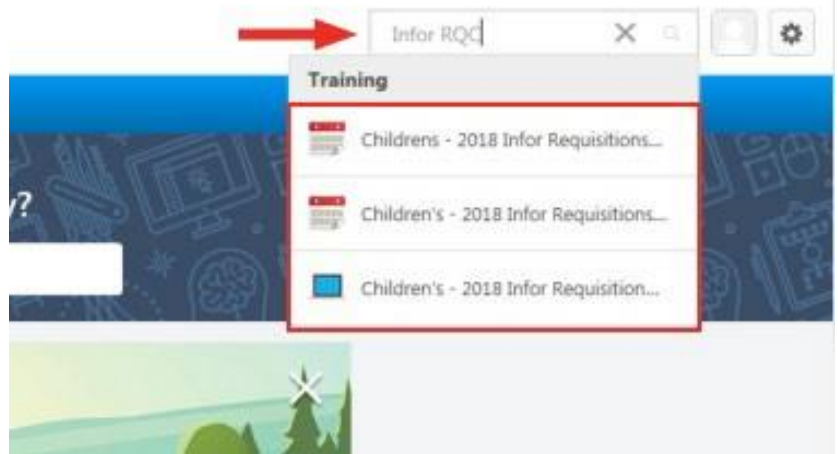 Infor RQC
Training
Childrens - 2018 Infor Requisitions...
y?
Children's - 2018 Infor Requisitions...
Children's - 2018 Infor Requisition...